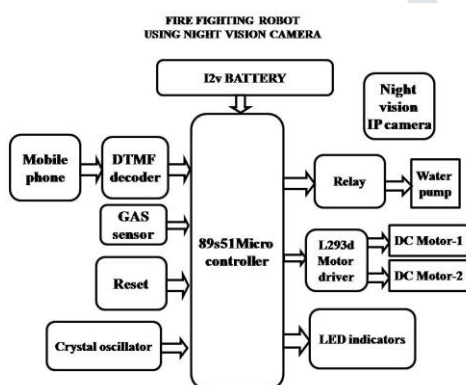 FIRE FIGHTING ROBOT
USING NIGHT VISION CAMERA
I2v BATTERY
Night
vision
IP camera
Mobile
phone
DTMF
decoder
GAS
sensor
Reset
Crystal oscillator
89s51Micro
controller
Relay
Water
pump
L293d
Motor
driver
DC Motor-1
DC Motor-2
LED indicators